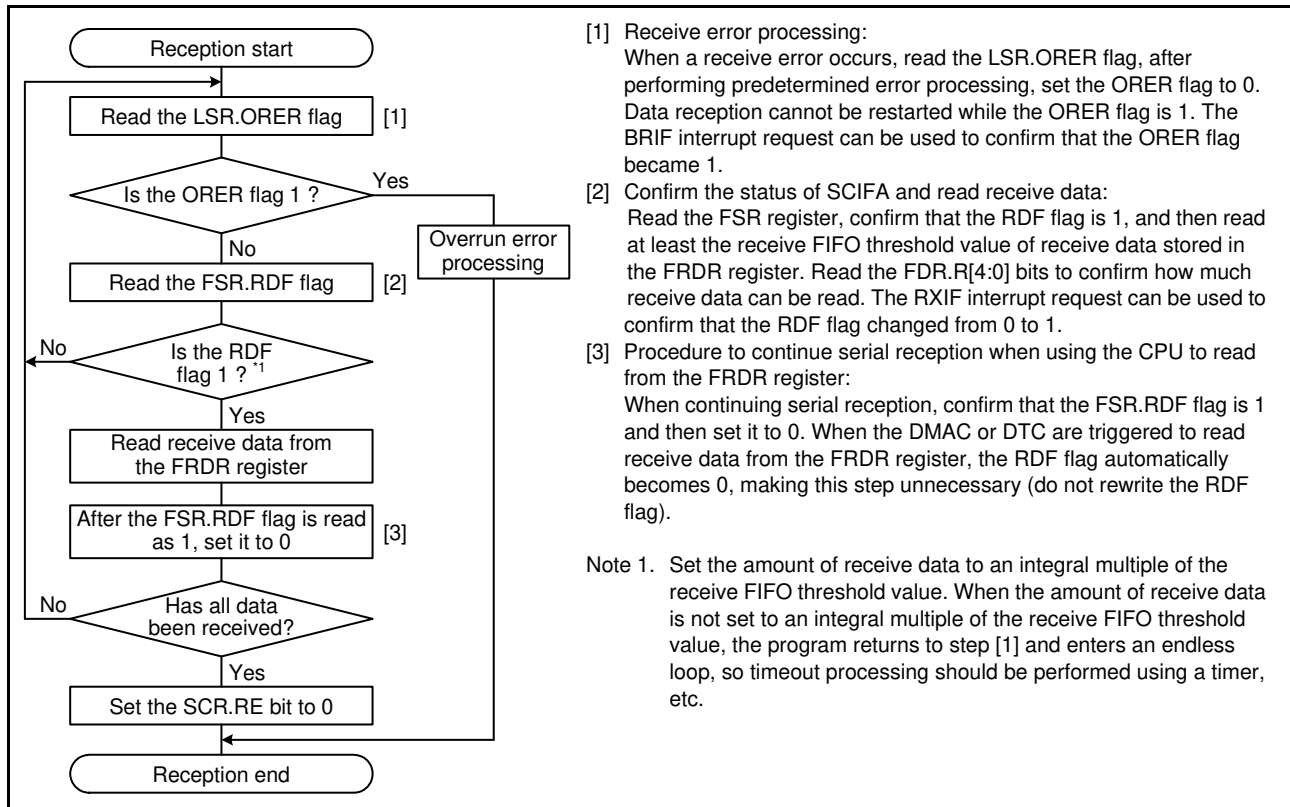 Reception start
Read the LSR.ORER flag [1]
Is the ORER flag 1 ?
Yes
No
Overrun error
processing
Read the FSR.RDF flag [2]
No
Is the RDF
flag 1 ? *1
Yes
Read receive data from
the FRDR register
After the FSR.RDF flag is read
as 1, set it to 0
[3]
No
Has all data
been received?
Yes
Set the SCR.RE bit to 0
Reception end
[1] Receive error processing:
When a receive error occurs, read the LSR.ORER flag, after
performing predetermined error processing, set the ORER flag to 0.
Data reception cannot be restarted while the ORER flag is 1. The
BRIF interrupt request can be used to confirm that the ORER flag
became 1.
[2] Confirm the status of SCIFA and read receive data:
Read the FSR register, confirm that the RDF flag is 1, and then read
at least the receive FIFO threshold value of receive data stored in
the FRDR register. Read the FDR.R[4:0] bits to confirm how much
receive data can be read. The RXIF interrupt request can be used to
confirm that the RDF flag changed from 0 to 1.
[3] Procedure to continue serial reception when using the CPU to read
from the FRDR register:
When continuing serial reception, confirm that the FSR.RDF flag is 1
and then set it to 0. When the DMAC or DTC are triggered to read
receive data from the FRDR register, the RDF flag automatically
becomes 0, making this step unnecessary (do not rewrite the RDF
flag).
Note 1. Set the amount of receive data to an integral multiple of the
receive FIFO threshold value. When the amount of receive data
is not set to an integral multiple of the receive FIFO threshold
value, the program returns to step [1] and enters an endless
loop, so timeout processing should be performed using a timer,
etc.